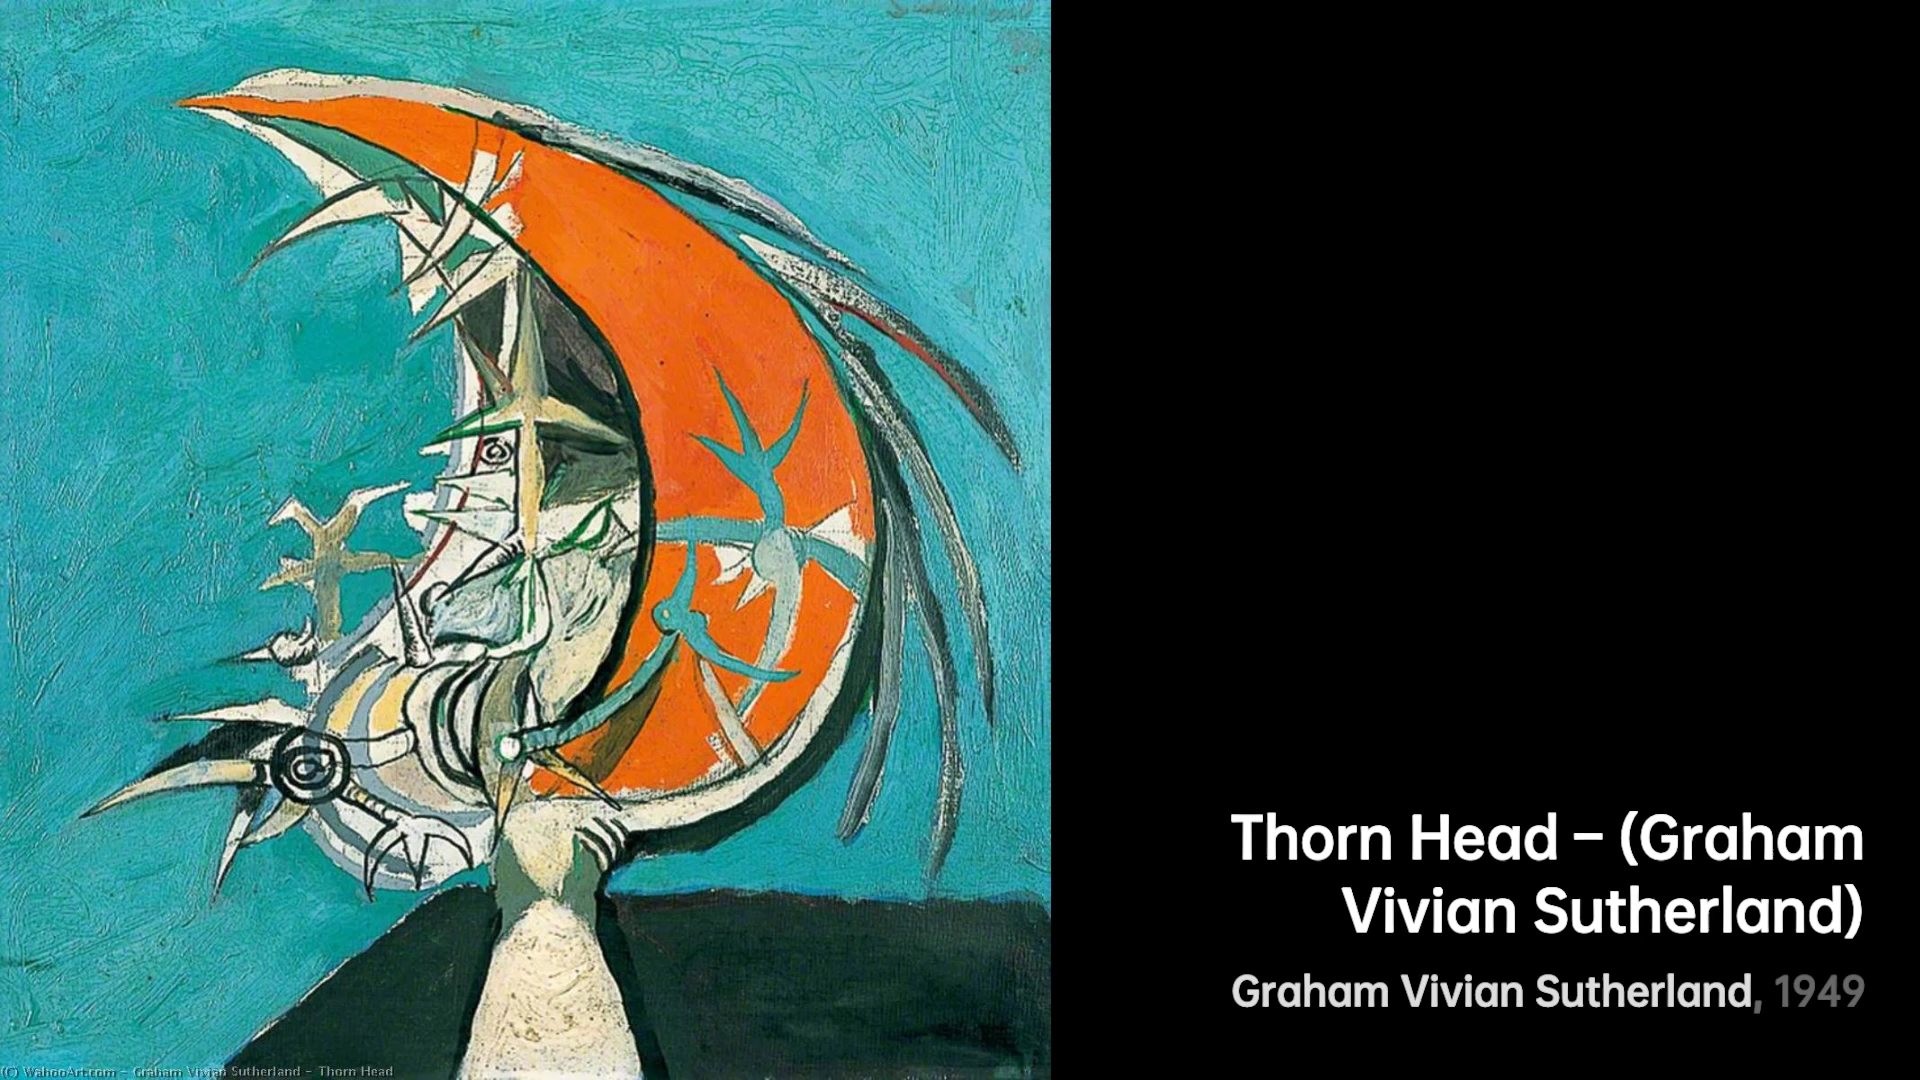 Thorn Head – (Graham
Vivian Sutherland)
Graham Vivian Sutherland, 1949
(C) WahooArt.com - Graham Vivian Sutherland - Thorn Head